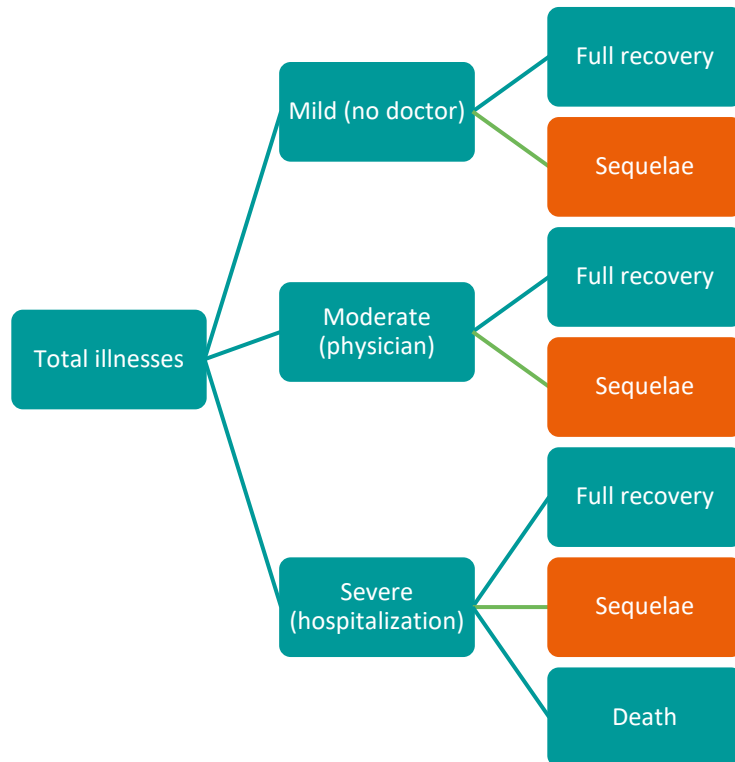 Full recovery
Mild (no doctor)
Sequelae
Full recovery
Moderate
(physician)
Total illnesses
Sequelae
Full recovery
Severe
(hospitalization)
Sequelae
Death